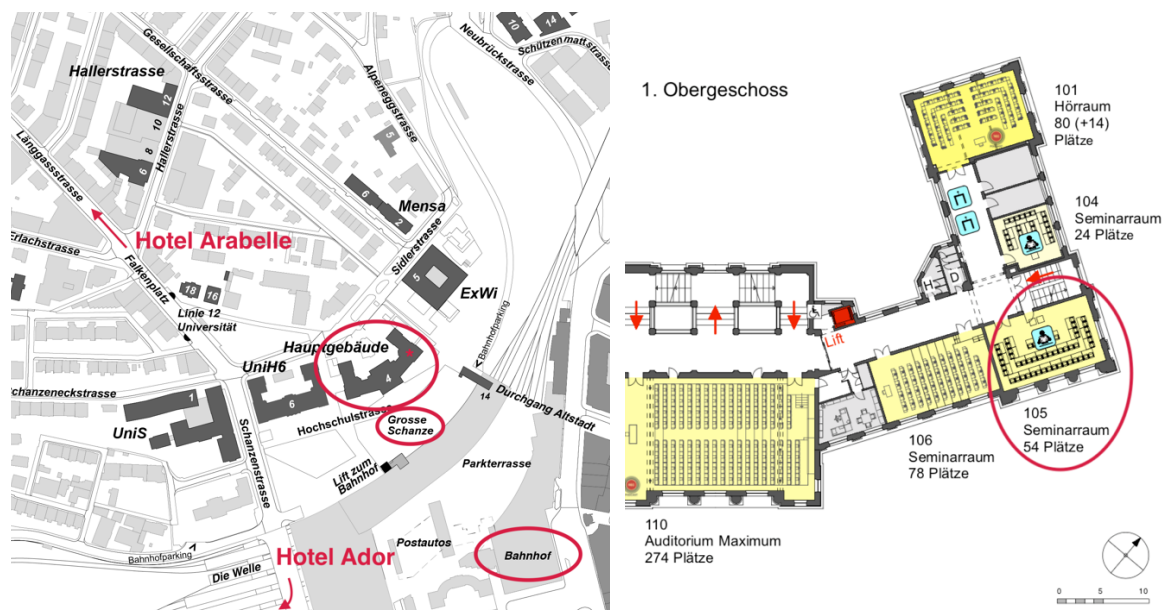 10
14
Schützenmattstrasse
Neubrückstrasse
Gesellschaftsstrasse
Hallerstrasse
12
10
8
6
Hallerstrasse
Alpeneggstrasse
5
Länggassstrasse
6
2
Mensa
Hotel Arabelle
Erlachstrasse
Falkenplatz
Sidlerstrasse
5
ExWi
18
16
Linie 12
Universität
Bahnhofparking
Hauptgebäude
4
UniH6
6
Schanzeneckstrasse
1
UniS
14
Durchgang Altstadt
Hochschulstrasse
Grosse
Schanze
Schanzenstrasse
Lift zum
Bahnhof
Parkterrasse
Postautos
Bahnhof
Bahnhofparking
Hotel Ador
Die Welle
1. Obergeschoss
101
Hörraum
80 (+14)
Plätze
104
Seminarraum
24 Plätze
H
D
Lift
105
Seminarraum
54 Plätze
106
Seminarraum
78 Plätze
110
Auditorium Maximum
274 Plätze
0 5 10